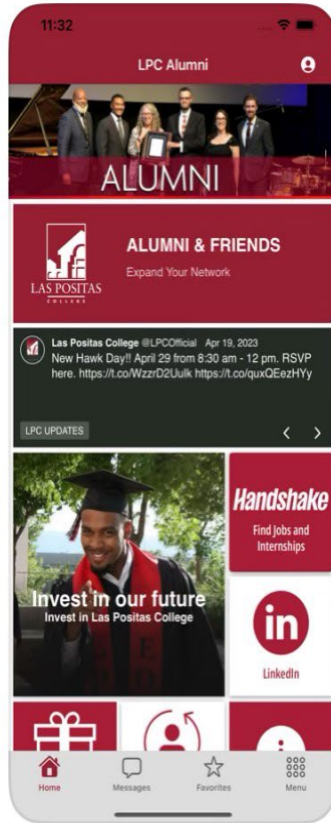 11:32
LPC Alumni
ALUMNI
LAS POSITAS
COLLEGE
ALUMNI & FRIENDS
Expand Your Network
Las Positas College @LPCOfficial Apr 19, 2023
New Hawk Day!! April 29 from 8:30 am - 12 pm. RSVP
here. https://t.co/WzzrD2Uulk https://t.co/quxQEezHYy
LPC UPDATES
Invest in our future
Invest in Las Positas College
Handshake
Find Jobs and
Internships
in
LinkedIn
Home
Messages
Favorites
Menu